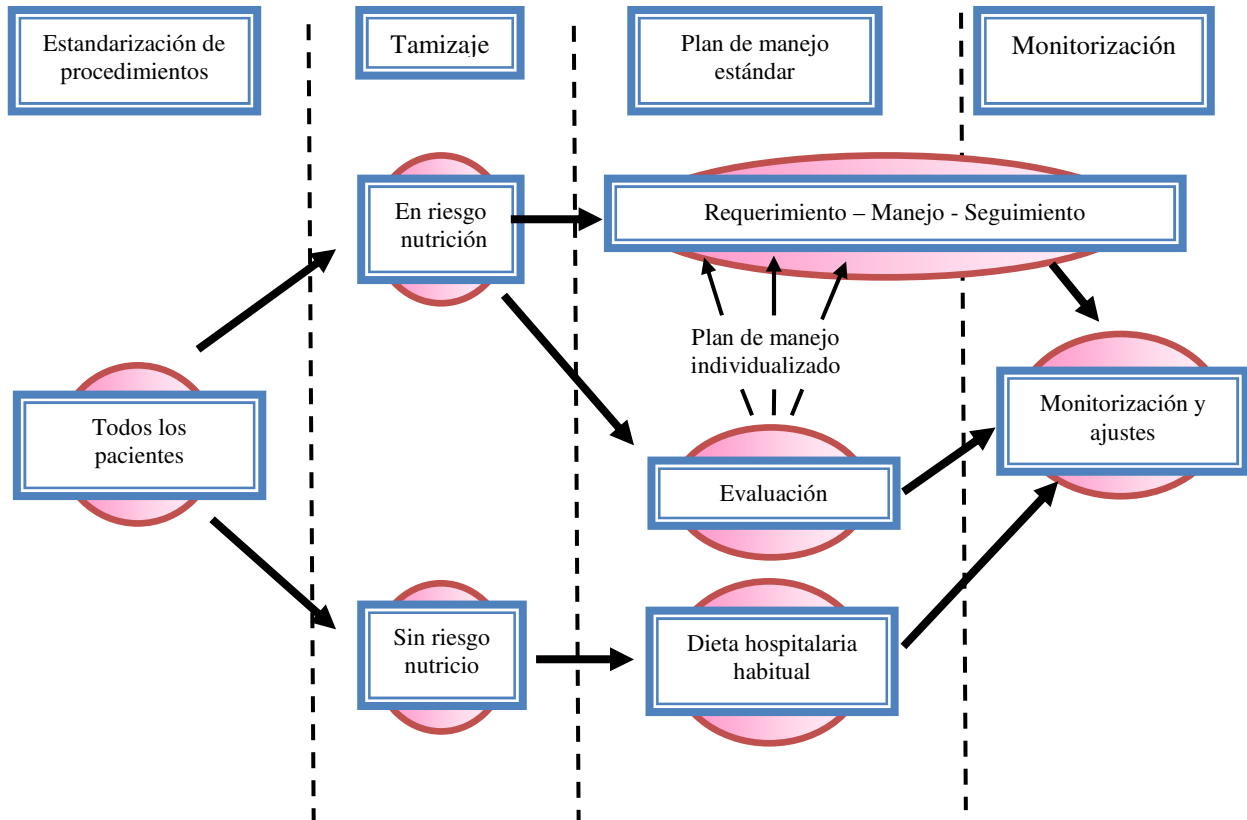 Estandarización de
procedimientos
Tamizaje
Plan de manejo
estándar
Monitorización
En riesgo
nutrición
Requerimiento – Manejo - Seguimiento
Plan de manejo
individualizado
Todos los
pacientes
Monitorización y
ajustes
Evaluación
Sin riesgo
nutricio
Dieta hospitalaria
habitual